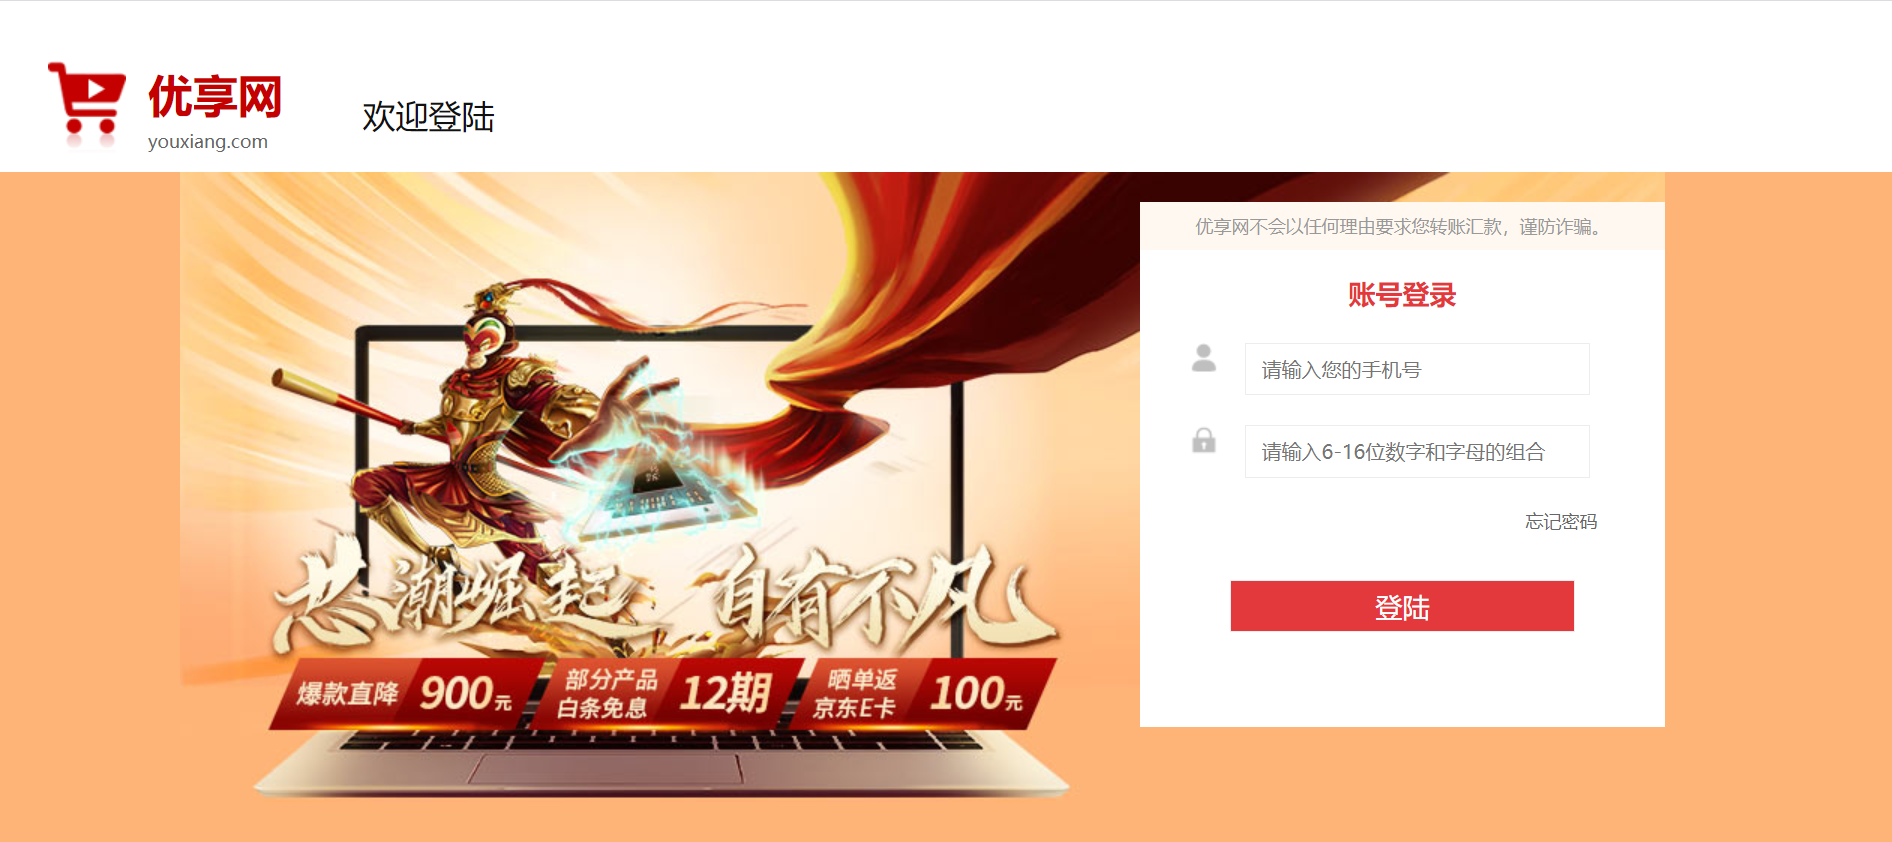 优享网
youxiang.com
欢迎登陆
优享网不会以任何理由要求您转账汇款，谨防诈骗。
账号登录
请输入您的手机号
请输入6-16位数字和字母的组合
忘记密码
登陆
芯潮崛起 自有不凡
爆款直降 900元
部分产品
白条免息 12期
晒单返
京东E卡 100元